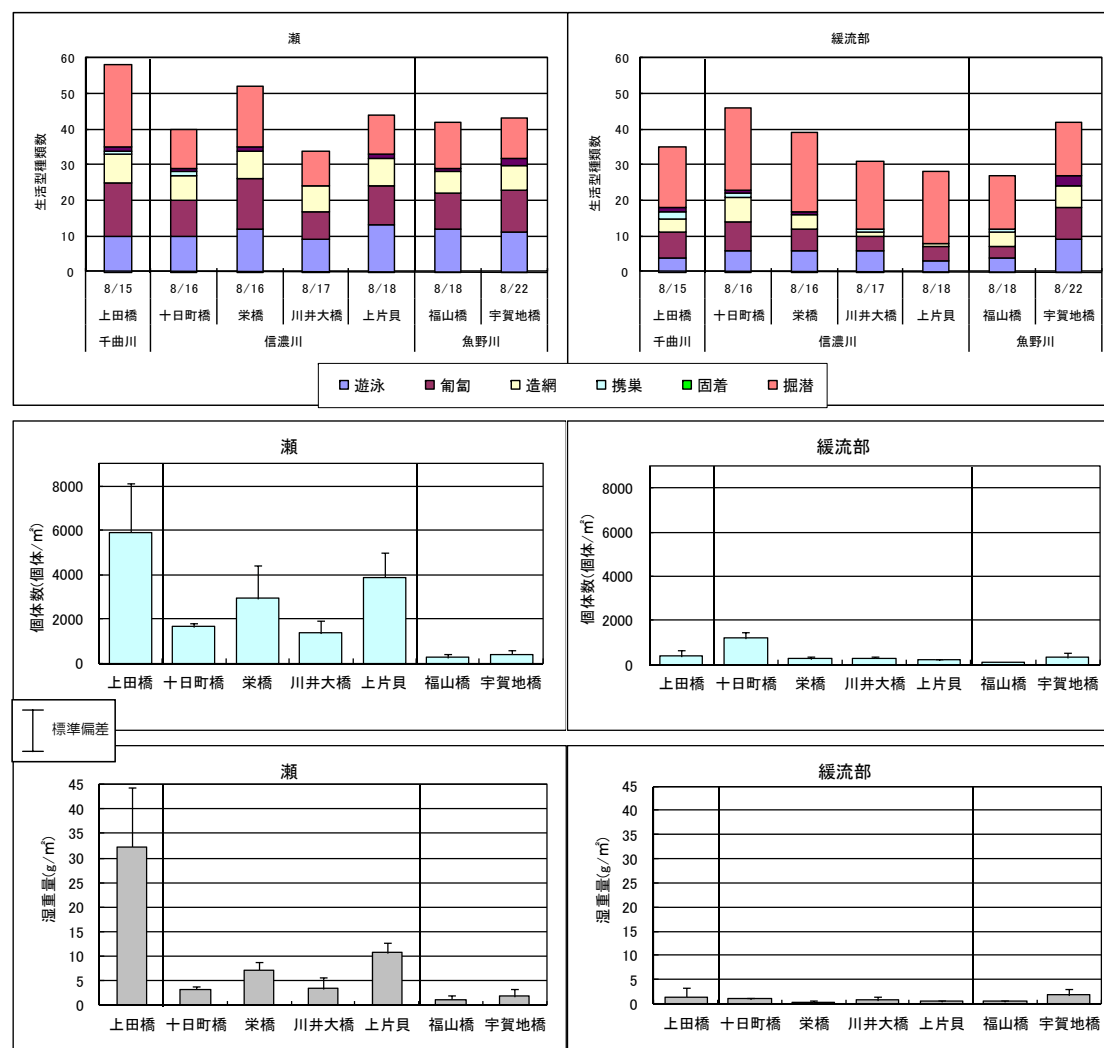 瀬
生活型種類数
60
50
40
30
20
10
0
8/15 8/16 8/16 8/17 8/18 8/18 8/22
上田橋 十日町橋 栄橋 川井大橋 上片貝 福山橋 宇賀地橋
千曲川 信濃川 魚野川
緩流部
生活型種類数
60
50
40
30
20
10
0
8/15 8/16 8/16 8/17 8/18 8/18 8/22
上田橋 十日町橋 栄橋 川井大橋 上片貝 福山橋 宇賀地橋
千曲川 信濃川 魚野川
遊泳 匍匐 造網 携巣 固着 掘潜
瀬
個体数(個体/㎡)
8000
6000
4000
2000
0
上田橋 十日町橋 栄橋 川井大橋 上片貝 福山橋 宇賀地橋
緩流部
個体数(個体/㎡)
8000
6000
4000
2000
0
上田橋 十日町橋 栄橋 川井大橋 上片貝 福山橋 宇賀地橋
標準偏差
瀬
湿重量(g/㎡)
45
40
35
30
25
20
15
10
5
0
上田橋 十日町橋 栄橋 川井大橋 上片貝 福山橋 宇賀地橋
緩流部
湿重量(g/㎡)
45
40
35
30
25
20
15
10
5
0
上田橋 十日町橋 栄橋 川井大橋 上片貝 福山橋 宇賀地橋